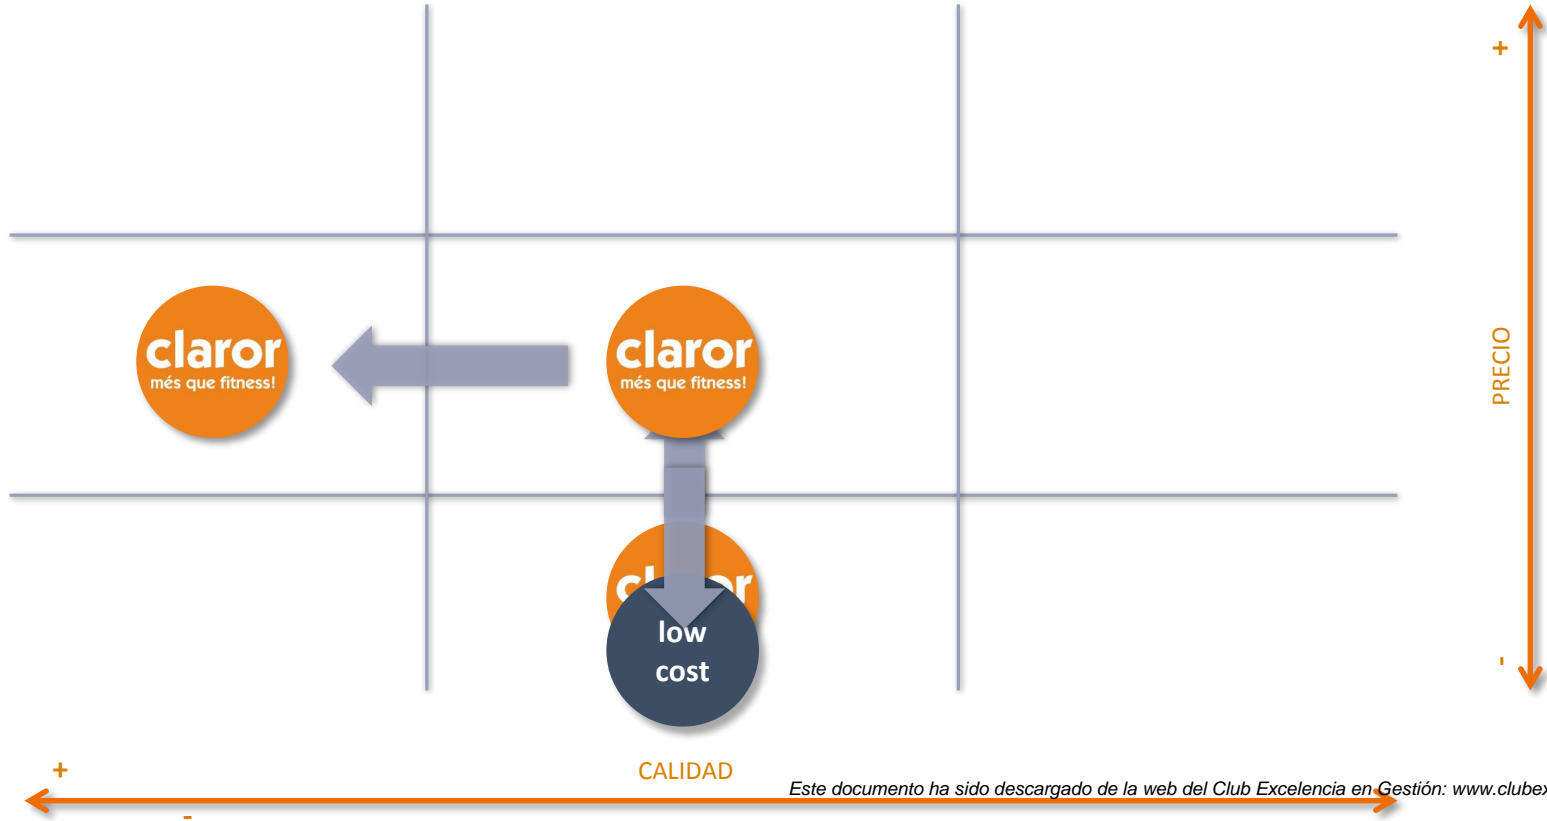 +
claror
més que fitness!
claror
més que fitness!
PRECIO
low
cost
-
+
CALIDAD
Este documento ha sido descargado de la web del Club Excelencia en Gestión: www.clubex
-